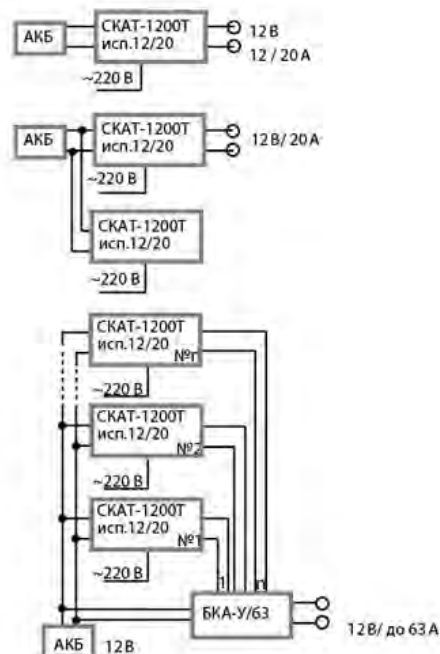 АКБ
СКАТ-1200Т
исп.12/20
12 В
12 / 20 А
~220 В
АКБ
СКАТ-1200Т
исп.12/20
12 В/ 20 А
~220 В
СКАТ-1200Т
исп.12/20
~220 В
СКАТ-1200Т
исп.12/20
№n
~220 В
СКАТ-1200Т
исп.12/20
№2
~220 В
СКАТ-1200Т
исп.12/20
№1
~220 В
1
n
БКА-У/63
12 В/ до 63 А
АКБ
12 В